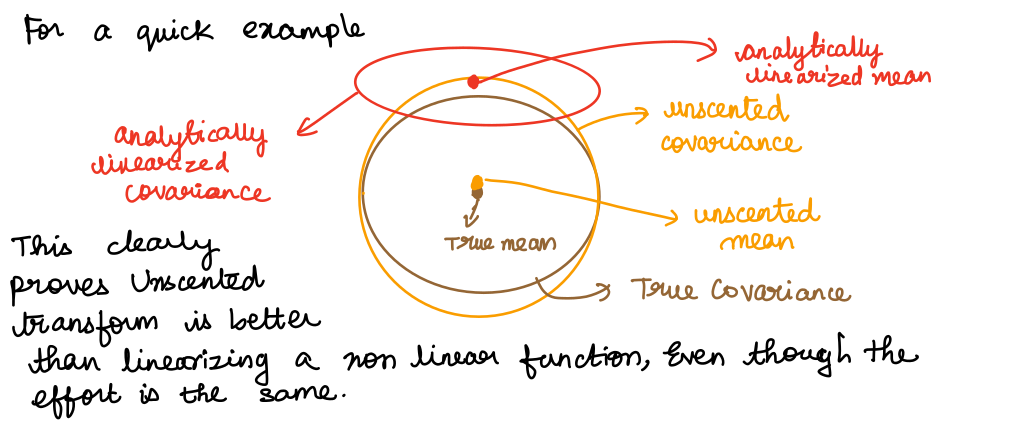 For a quick example
analytically
linearized mean
unscented
covariance
analytically
linearized
covariance
unscented
mean
True mean
True Covariance
This clearly
proves Unscented
transform is better
than linearizing a non linear function, Even though the
effort is the same.